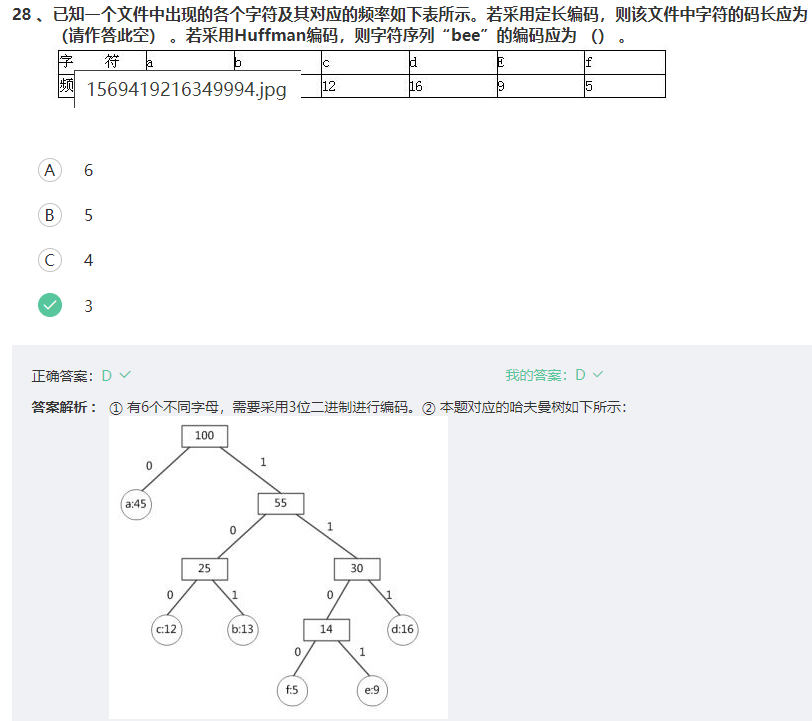 28 、已知一个文件中出现的各个字符及其对应的频率如下表所示。若采用定长编码，则该文件中字符的码长应为
（请作答此空） 。若采用Huffman编码，则字符序列“bee”的编码应为 （） 。
字 符 a b c d E f
频 12 16 9 5
1569419216349994.jpg
A 6
B 5
C 4
3
正确答案： D
我的答案： D
答案解析： ① 有6个不同字母，需要采用3位二进制进行编码。② 本题对应的哈夫曼树如下所示：
100
0 1
a:45 55
0 1
25 30
0 1 0 1
c:12 b:13 14 d:16
0 1
f:5 e:9